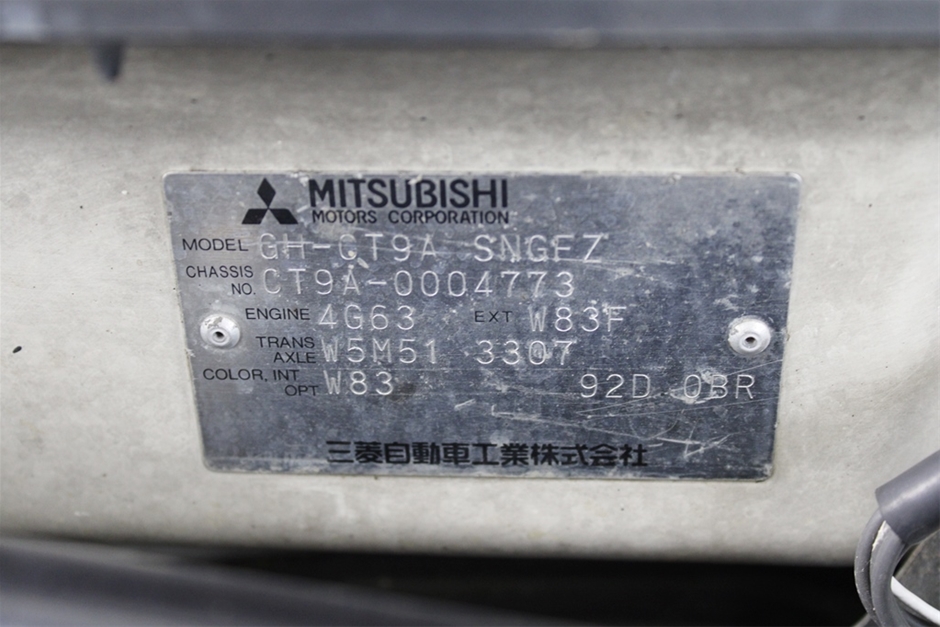 MITSUBISHI
MOTORS CORPORATION
MODEL GH-CT9A SNGFZ
CHASSIS NO. CT9A-0004773
ENGINE 4G63 EXT W83F
TRANS AXLE W5M51 3307
COLOR, INT OPT W83 92D 0BR
三菱自動車工業株式会社